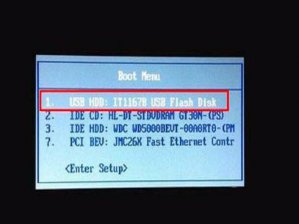 Boot Menu
1. USB HDD: IT1167B USB Flash Disk
2. IDE CD: HL-DT-STDVDRAM GT30N-(PS)
3. IDE HDD: WDC WD5000BEVT-00A0RT0-(PM
7. PCI BEV: JMC26X Fast Ethernet Contr
<Enter Setup>